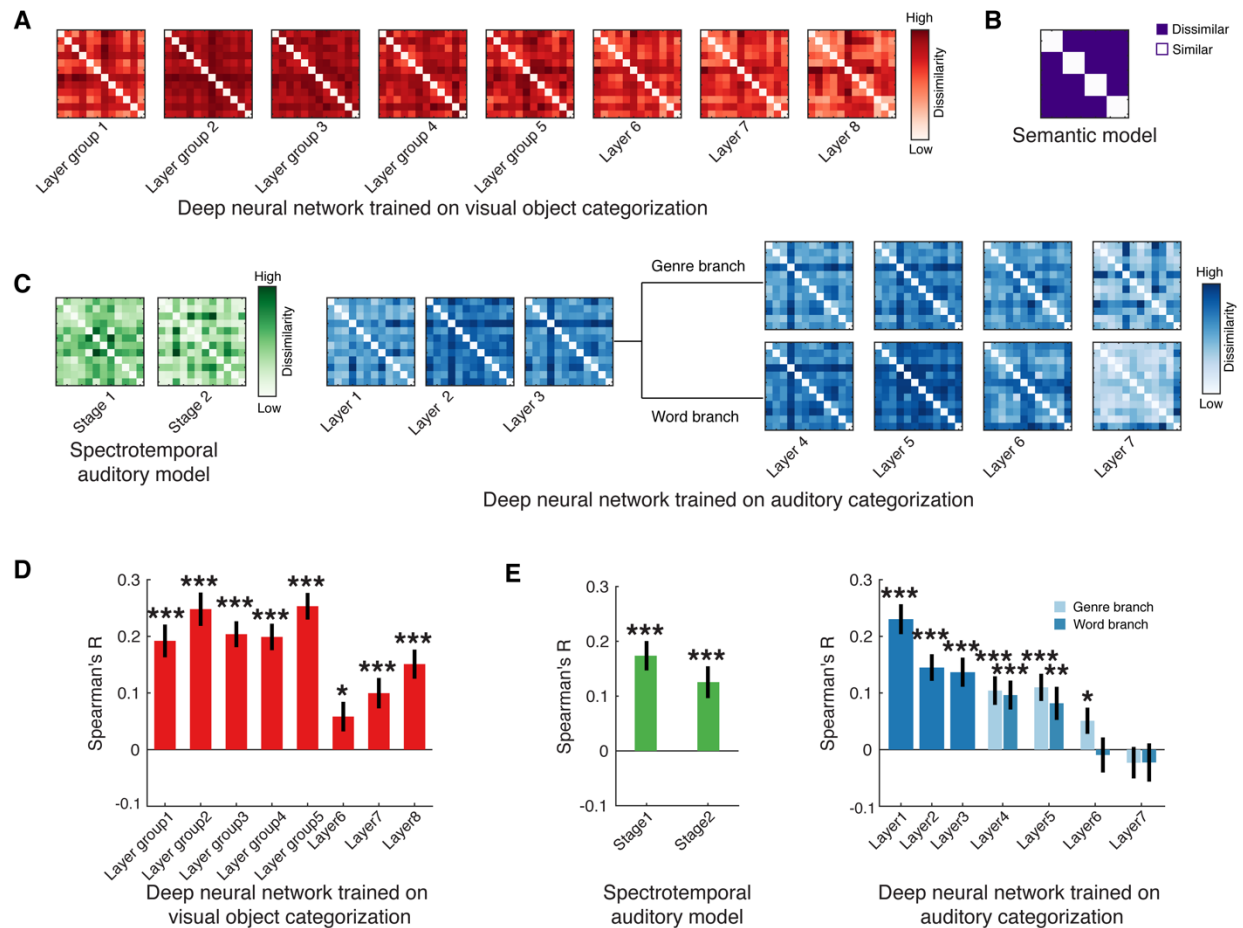 A
Layer group 1
Layer group 2
Layer group 3
Layer group 4
Layer group 5
Layer 6
Layer 7
Layer 8
High
Dissimilarity
Low
Deep neural network trained on visual object categorization
B
Dissimilar
Similar
Semantic model
C
Stage 1
Stage 2
High
Dissimilarity
Low
Spectrotemporal
auditory model
Layer 1
Layer 2
Layer 3
Genre branch
Word branch
Layer 4
Layer 5
Layer 6
Layer 7
High
Dissimilarity
Low
Deep neural network trained on auditory categorization
D
Spearman's R
0.3
0.2
0.1
0
-0.1
***
***
***
***
***
*
***
***
Layer group1
Layer group2
Layer group3
Layer group4
Layer group5
Layer6
Layer7
Layer8
Deep neural network trained on
visual object categorization
E
Spearman's R
0.3
0.2
0.1
0
-0.1
***
***
Stage1
Stage2
Spectrotemporal
auditory model
Spearman's R
0.3
0.2
0.1
0
-0.1
***
***
***
***
***
***
**
*
Genre branch
Word branch
Layer1
Layer2
Layer3
Layer4
Layer5
Layer6
Layer7
Deep neural network trained on
auditory categorization